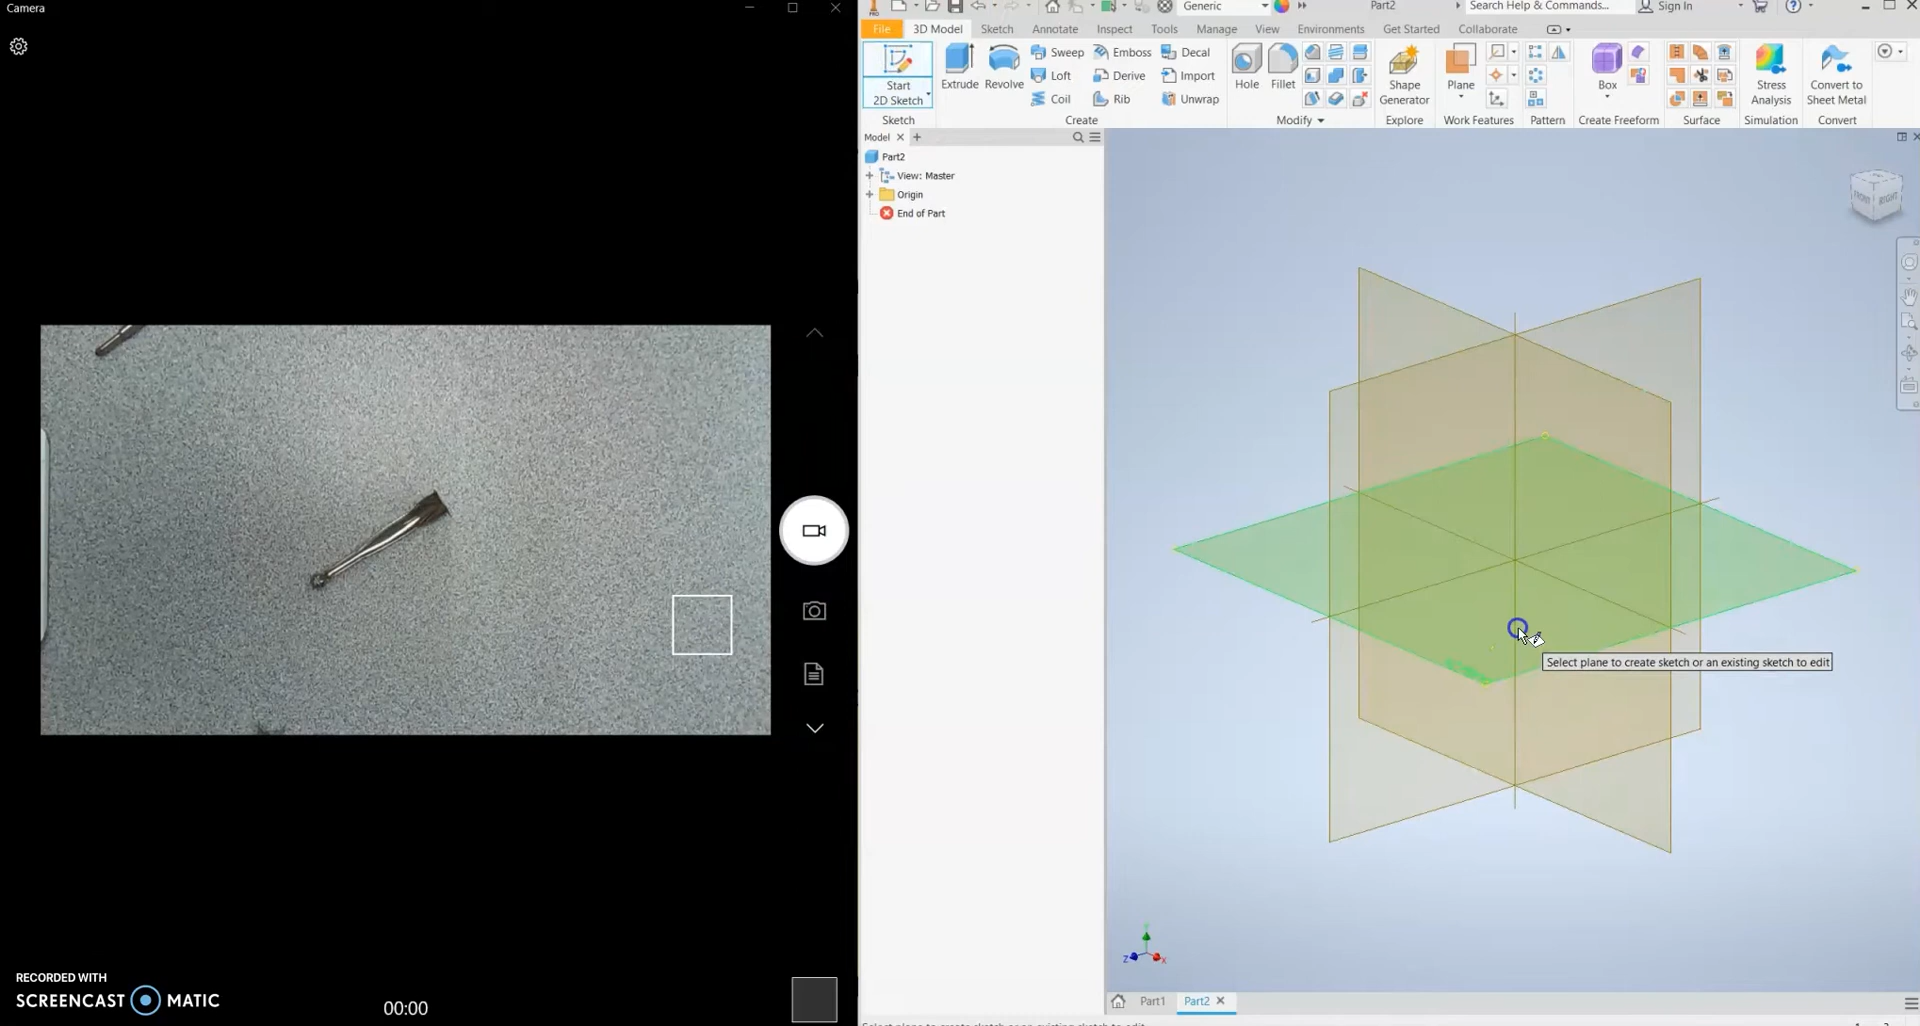 Camera
RECORDED WITH
SCREENCAST MATIC
00:00
Generic
Part2
Search Help & Commands...
Sign In
File
3D Model
Sketch
Annotate
Inspect
Tools
Manage
View
Environments
Get Started
Collaborate
Start
2D Sketch
Extrude
Revolve
Sweep
Loft
Coil
Emboss
Derive
Rib
Decal
Import
Unwrap
Hole
Fillet
Shape
Generator
Plane
Box
Stress
Analysis
Convert to
Sheet Metal
Sketch
Create
Modify
Explore
Work Features
Pattern
Create Freeform
Surface
Simulation
Convert
Model
Part2
View: Master
Origin
End of Part
FRONT
RIGHT
Select plane to create sketch or an existing sketch to edit
Z
X
Part1
Part2